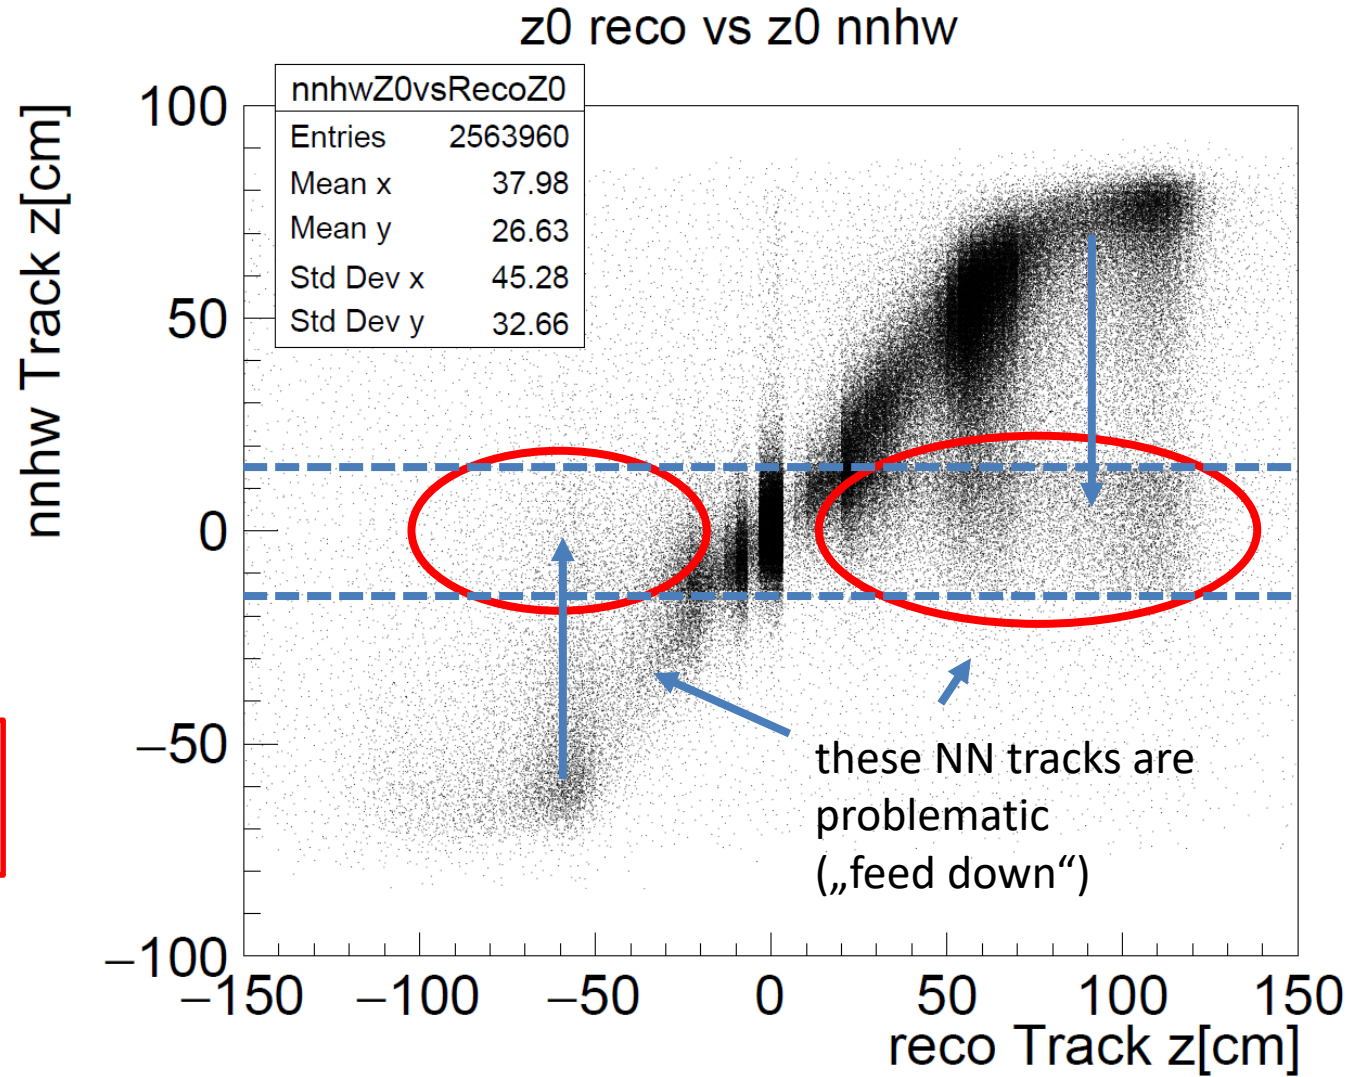 z0 reco vs z0 nnhw
nnhwZ0vsRecoZ0
Entries 2563960
Mean x 37.98
Mean y 26.63
Std Dev x 45.28
Std Dev y 32.66
nnhw Track z[cm]
100
50
0
−50
−100
these NN tracks are
problematic
(„feed down“)
−150 −100 −50 0 50 100 150
reco Track z[cm]